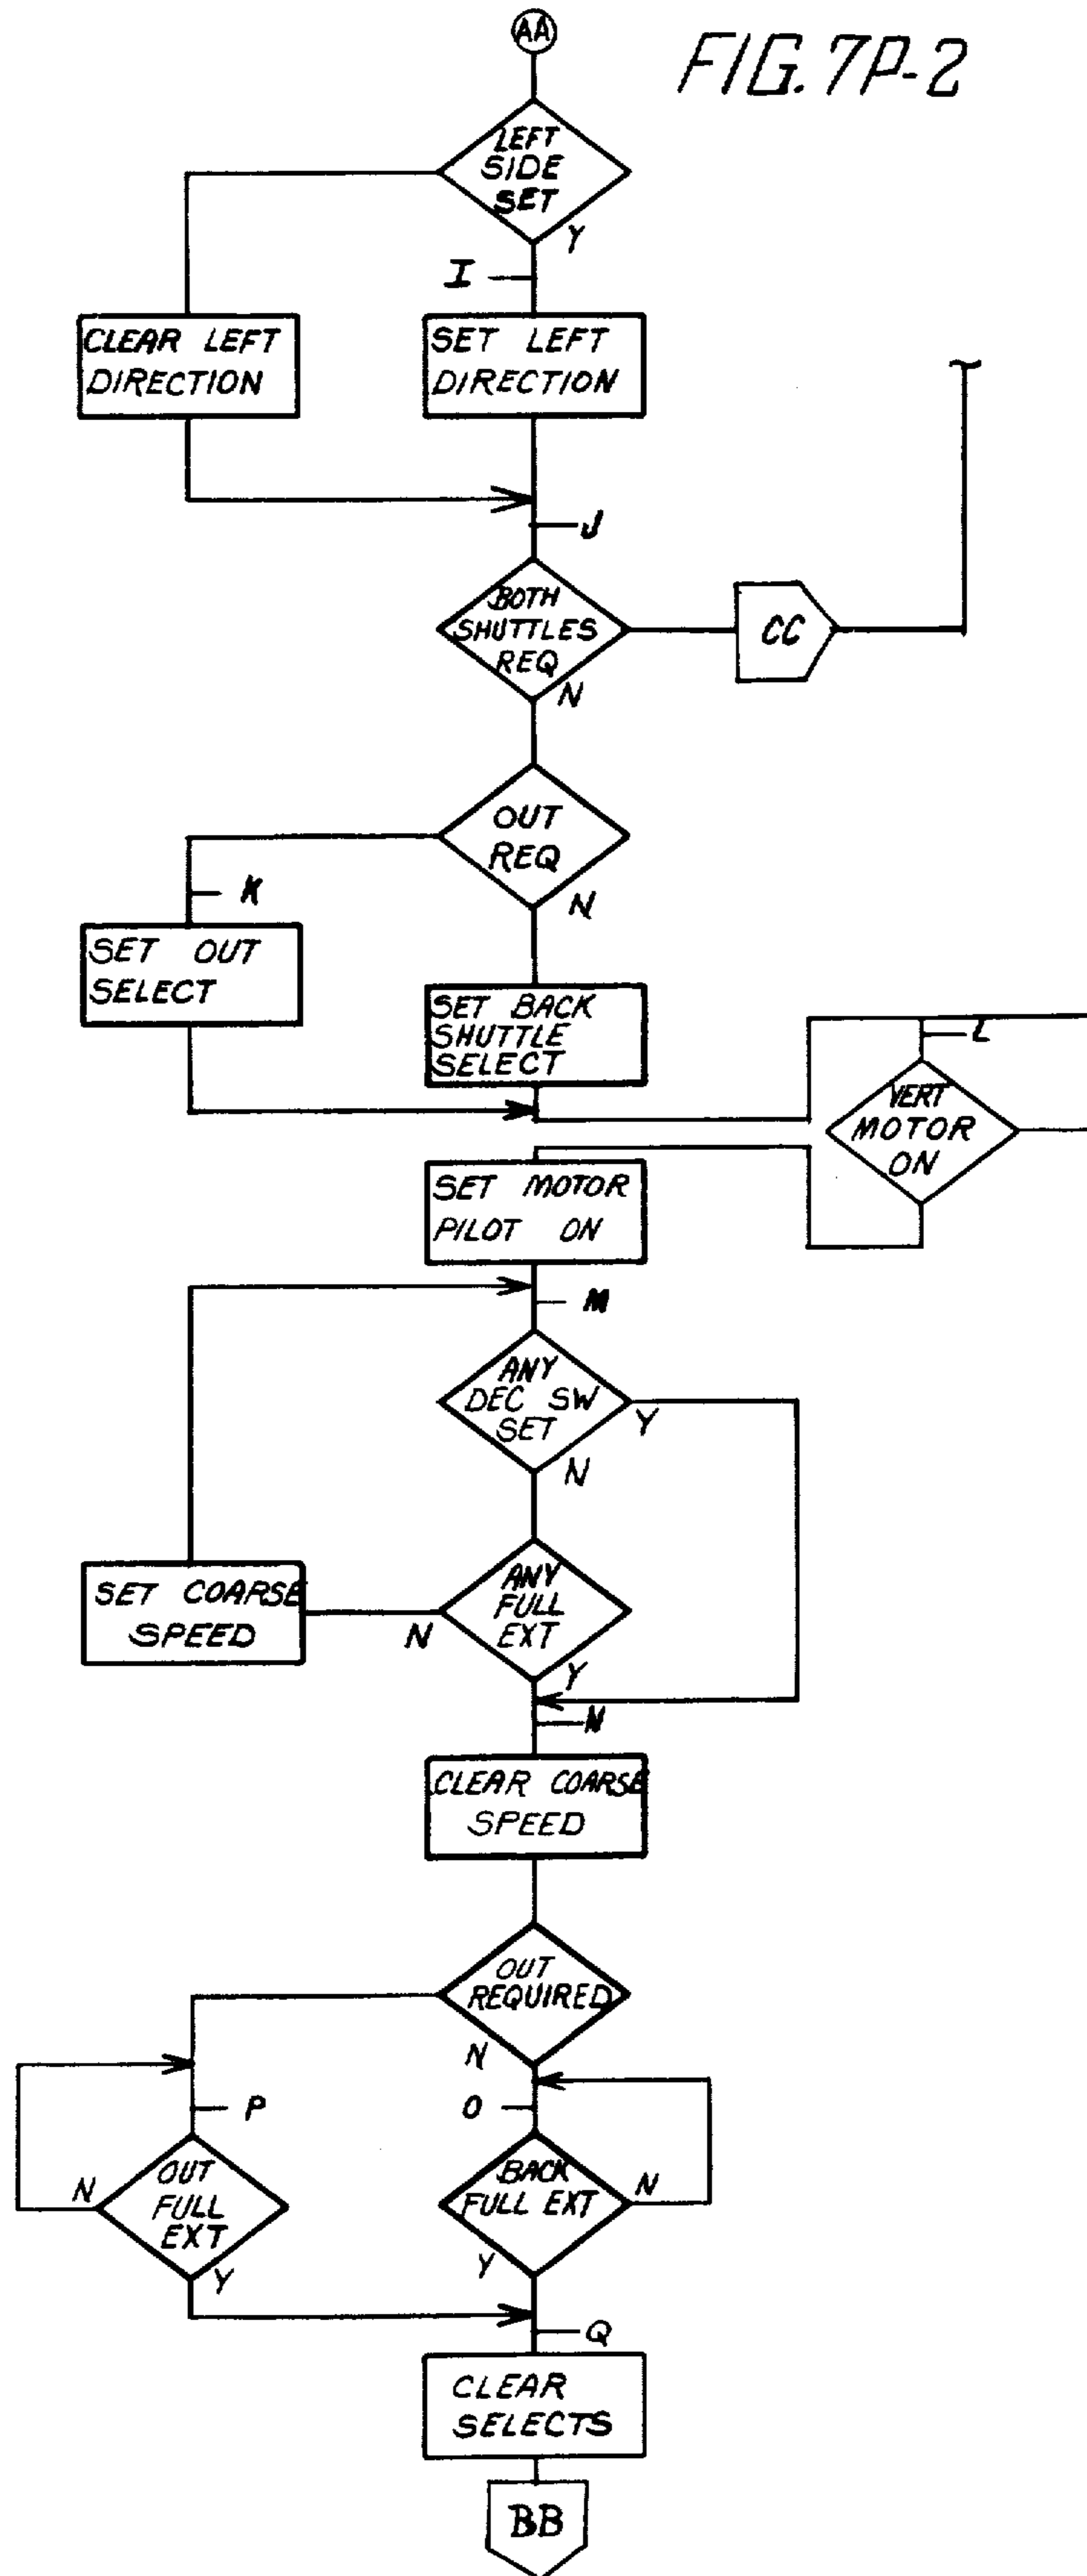 AA
FIG. 7P-2
LEFT
SIDE
SET
Y
I
CLEAR LEFT
DIRECTION
SET LEFT
DIRECTION
J
BOTH
SHUTTLES
REQ
N
CC
OUT
REQ
N
K
SET OUT
SELECT
SET BACK
SHUTTLE
SELECT
L
VERT
MOTOR
ON
SET MOTOR
PILOT ON
M
ANY
DEC SW
SET
Y
N
SET COARSE
SPEED
N
ANY
FULL
EXT
Y
N
CLEAR COARSE
SPEED
OUT
REQUIRED
N
P
O
N
OUT
FULL
EXT
Y
BACK
FULL EXT
N
Y
Q
CLEAR
SELECTS
BB